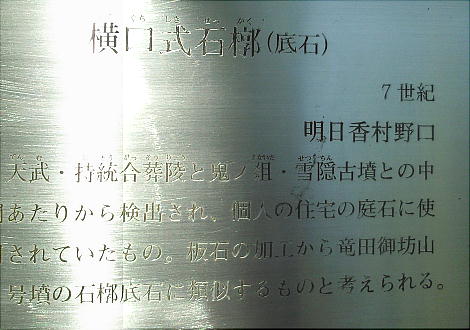 横口式石槨(底石)
7世紀
明日香村野口
天武・持統合葬陵と鬼ノ俎・雪隠古墳との中
間あたりから検出され、個人の住宅の庭石に使
用されていたもの。板石の加工から竜田御坊山
号墳の石槨底石に類似するものと考えられる。